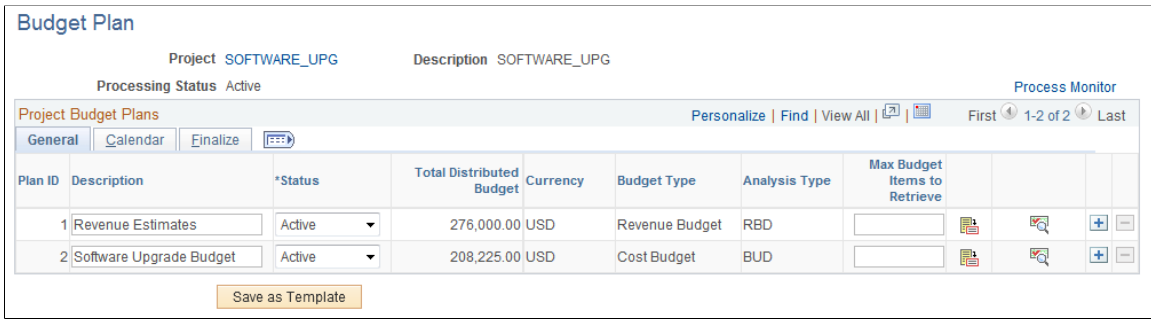 Budget Plan
Project SOFTWARE_UPG Description SOFTWARE_UPG
Processing Status Active Process Monitor
Project Budget Plans Personalize | Find | View All | | First 1-2 of 2 Last
General Calendar Finalize
Plan ID Description *Status Total Distributed Budget Currency Budget Type Analysis Type Max Budget Items to Retrieve
1 Revenue Estimates Active 276,000.00 USD Revenue Budget RBD
2 Software Upgrade Budget Active 208,225.00 USD Cost Budget BUD
Save as Template